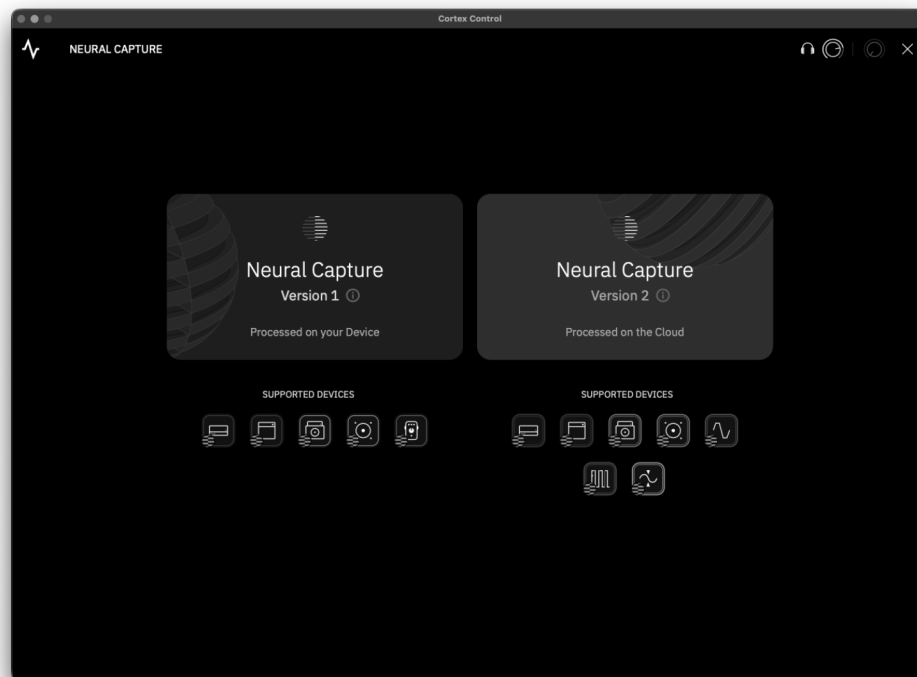 Cortex Control
NEURAL CAPTURE
Neural Capture
Version 1
Processed on your Device
SUPPORTED DEVICES
Neural Capture
Version 2
Processed on the Cloud
SUPPORTED DEVICES